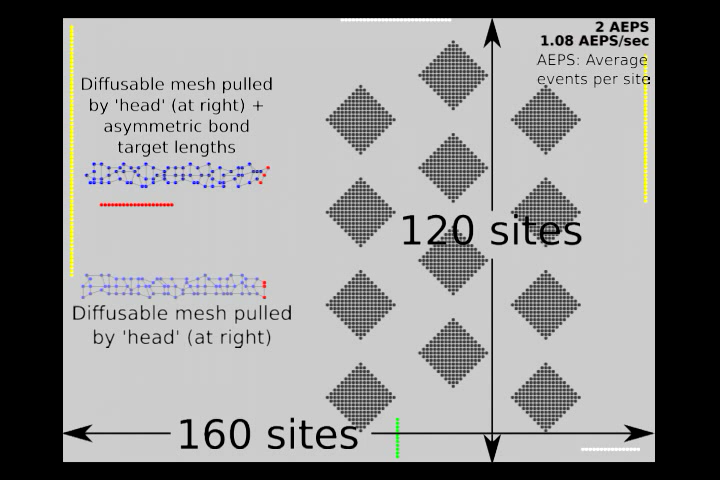 2 AEPS
1.08 AEPS/sec
AEPS: Average
events per site
Diffusable mesh pulled
by 'head' (at right) +
asymmetric bond
target lengths
120 sites
Diffusable mesh pulled
by 'head' (at right)
160 sites